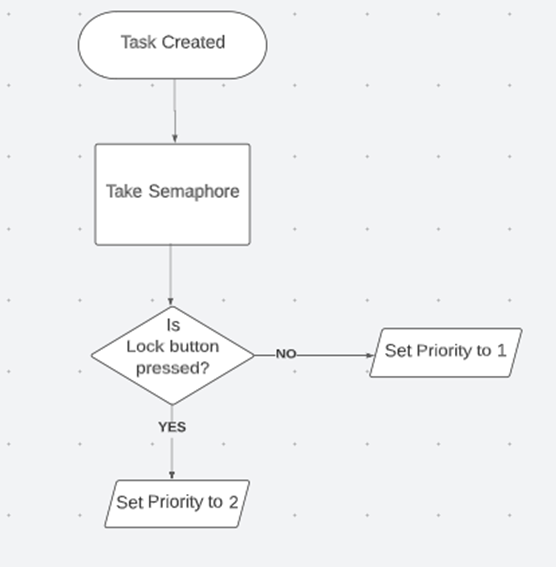 Task Created
Take Semaphore
Is
Lock button
pressed?
NO
Set Priority to 1
YES
Set Priority to 2